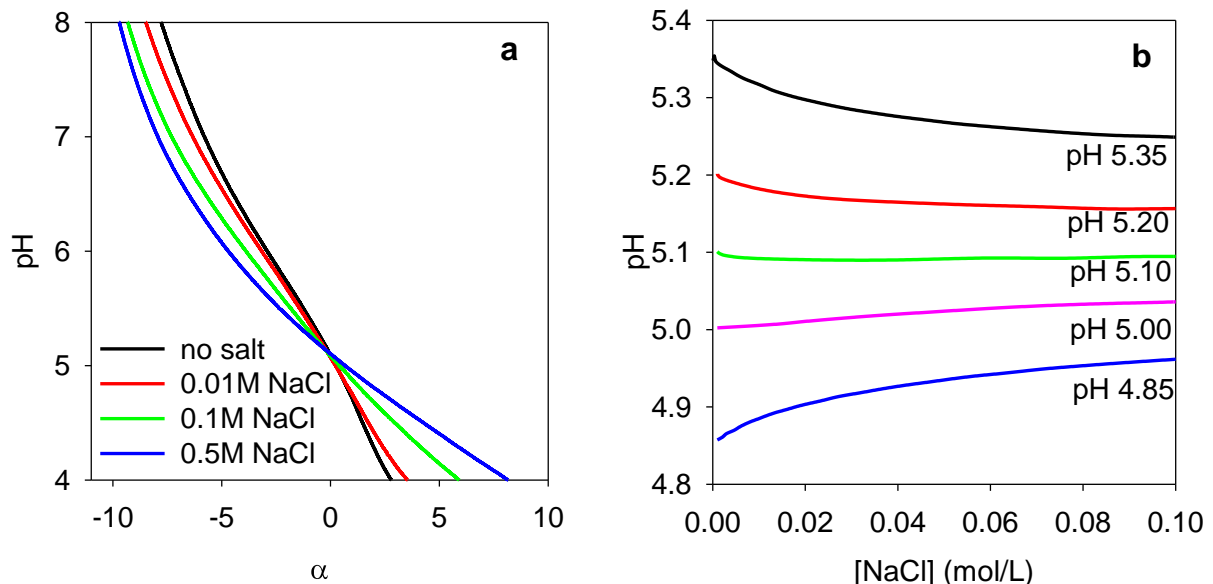 a
8
7
6
5
4
pH
no salt
0.01M NaCl
0.1M NaCl
0.5M NaCl
-10 -5 0 5 10
α
b
5.4
5.3
5.2
5.1
5.0
4.9
4.8
pH
pH 5.35
pH 5.20
pH 5.10
pH 5.00
pH 4.85
0.00 0.02 0.04 0.06 0.08 0.10
[NaCl] (mol/L)